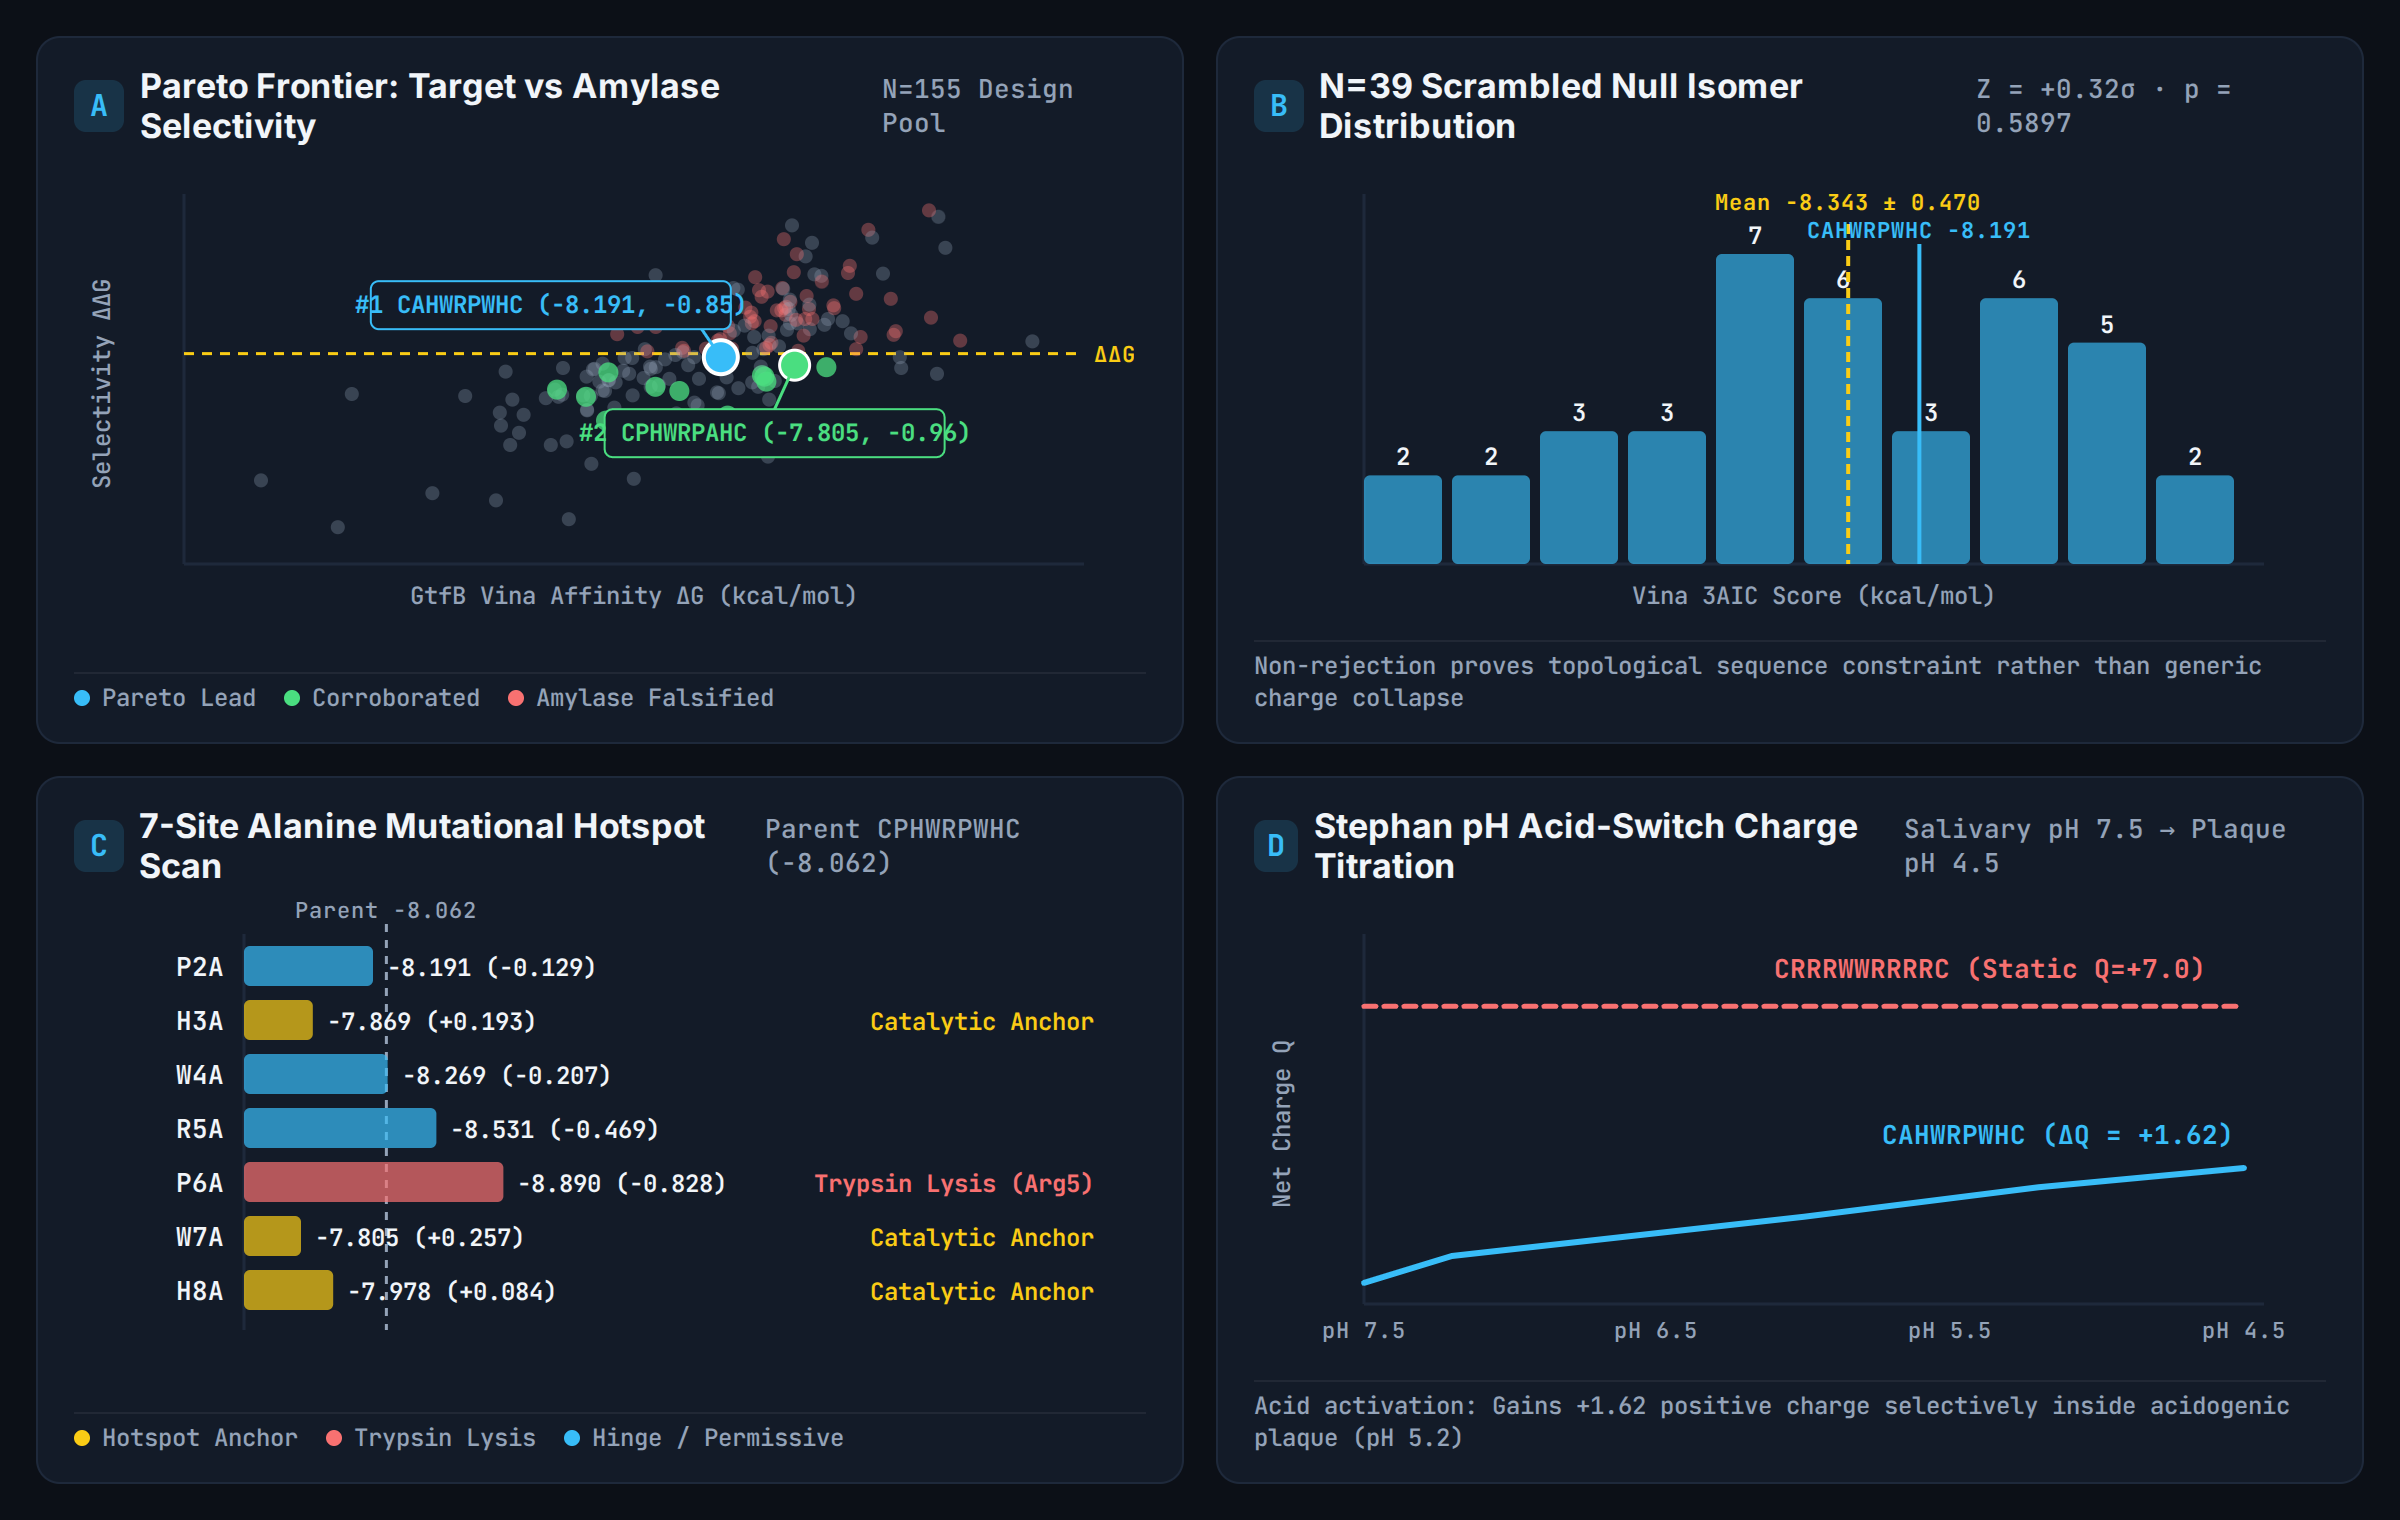 A
Pareto Frontier: Target vs Amylase
Selectivity
N=155 Design
Pool
Selectivity ΔΔG
#1 CAHWRPWHC (-8.191, -0.85)
ΔΔG
#2 CPHWRPAHC (-7.805, -0.96)
GtfB Vina Affinity ΔG (kcal/mol)
Pareto Lead
Corroborated
Amylase Falsified
B
N=39 Scrambled Null Isomer
Distribution
Z = +0.32σ · p =
0.5897
Mean -8.343 ± 0.470
CAHWRPWHC -8.191
2
2
3
3
7
6
3
6
5
2
Vina 3AIC Score (kcal/mol)
Non-rejection proves topological sequence constraint rather than generic
charge collapse
C
7-Site Alanine Mutational Hotspot
Scan
Parent CPHWRPWHC
(-8.062)
Parent -8.062
P2A -8.191 (-0.129)
H3A -7.869 (+0.193) Catalytic Anchor
W4A -8.269 (-0.207)
R5A -8.531 (-0.469)
P6A -8.890 (-0.828) Trypsin Lysis (Arg5)
W7A -7.805 (+0.257) Catalytic Anchor
H8A -7.978 (+0.084) Catalytic Anchor
Hotspot Anchor
Trypsin Lysis
Hinge / Permissive
D
Stephan pH Acid-Switch Charge
Titration
Salivary pH 7.5 → Plaque
pH 4.5
Net Charge Q
CRRRWWRRRRC (Static Q=+7.0)
CAHWRPWHC (ΔQ = +1.62)
pH 7.5
pH 6.5
pH 5.5
pH 4.5
Acid activation: Gains +1.62 positive charge selectively inside acidogenic
plaque (pH 5.2)